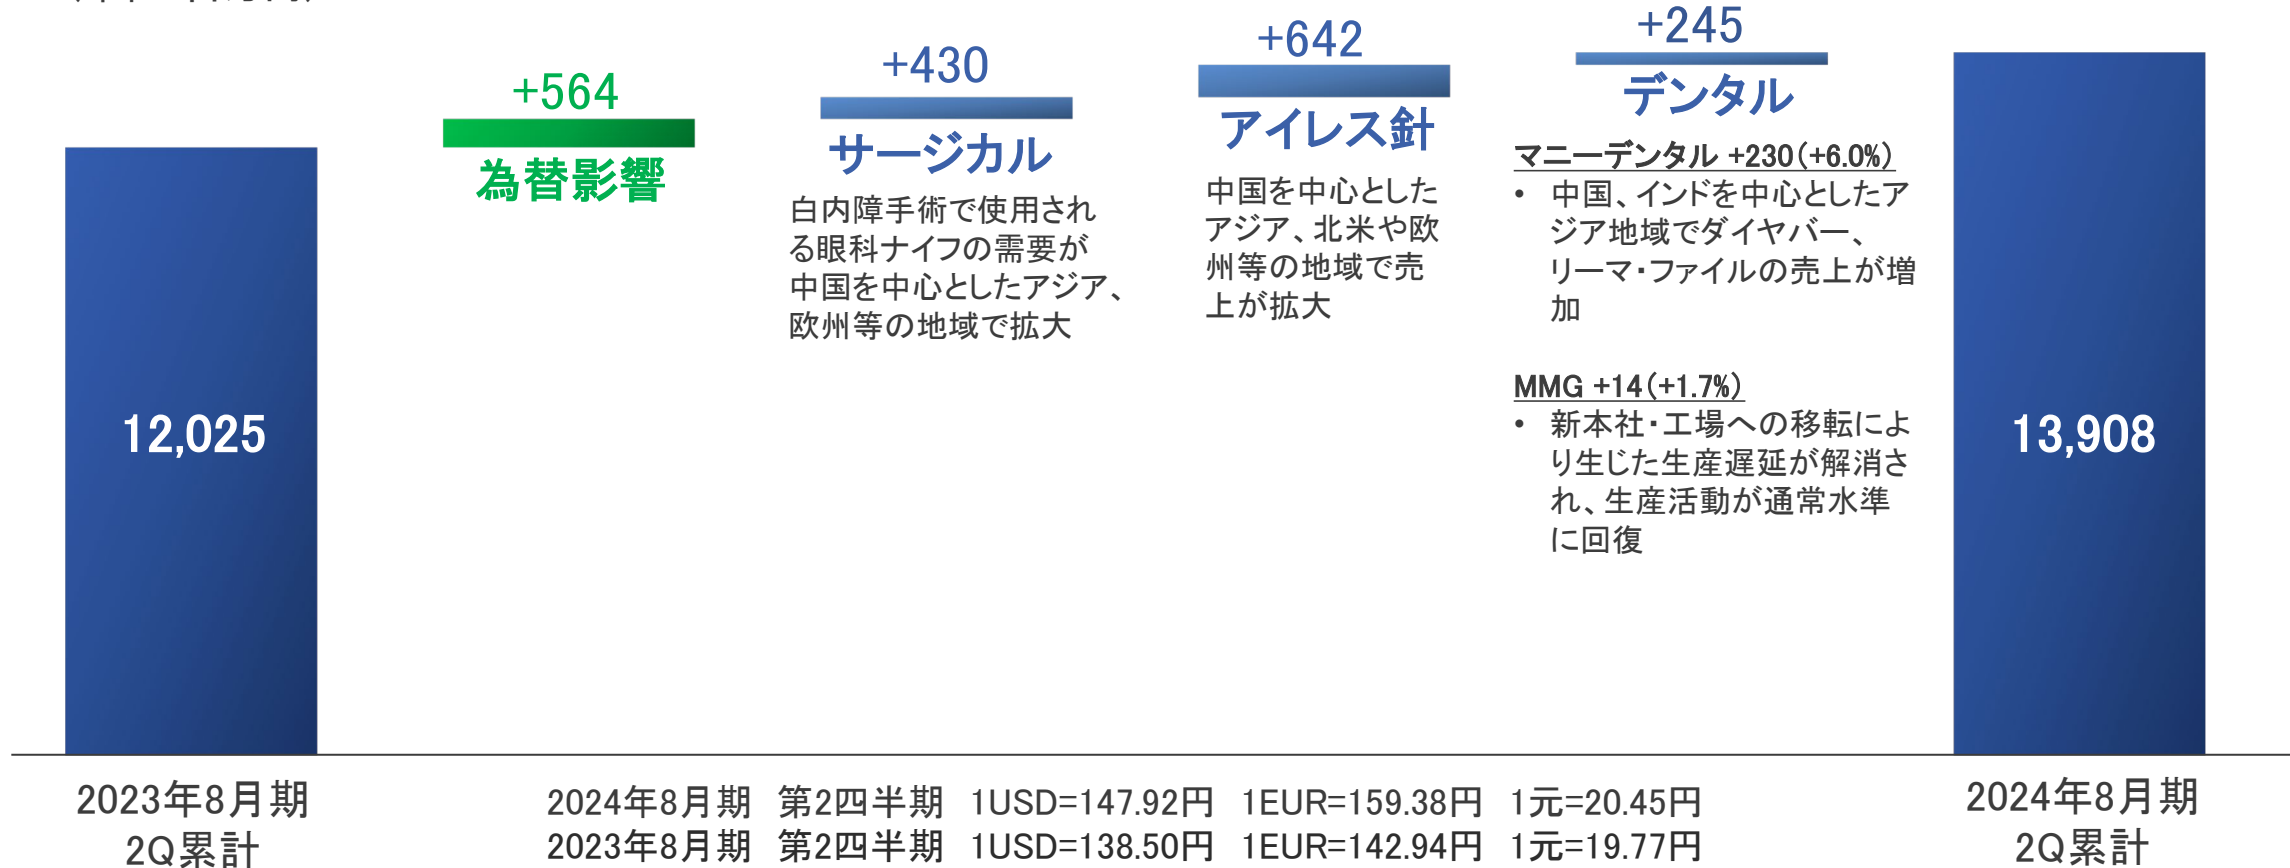 +564
為替影響
+430
サージカル
白内障手術で使用され
る眼科ナイフの需要が
中国を中心としたアジア、
欧州等の地域で拡大
+642
アイレス針
中国を中心とした
アジア、北米や欧
州等の地域で売
上が拡大
+245
デンタル
マニーデンタル +230(+6.0%)
• 中国、インドを中心としたア
ジア地域でダイヤバー、
リーマ・ファイルの売上が増
加
MMG +14(+1.7%)
• 新本社・工場への移転によ
り生じた生産遅延が解消さ
れ、生産活動が通常水準
に回復
12,025
13,908
2023年8月期
2Q累計
2024年8月期 第2四半期 1USD=147.92円 1EUR=159.38円 1元=20.45円
2023年8月期 第2四半期 1USD=138.50円 1EUR=142.94円 1元=19.77円
2024年8月期
2Q累計